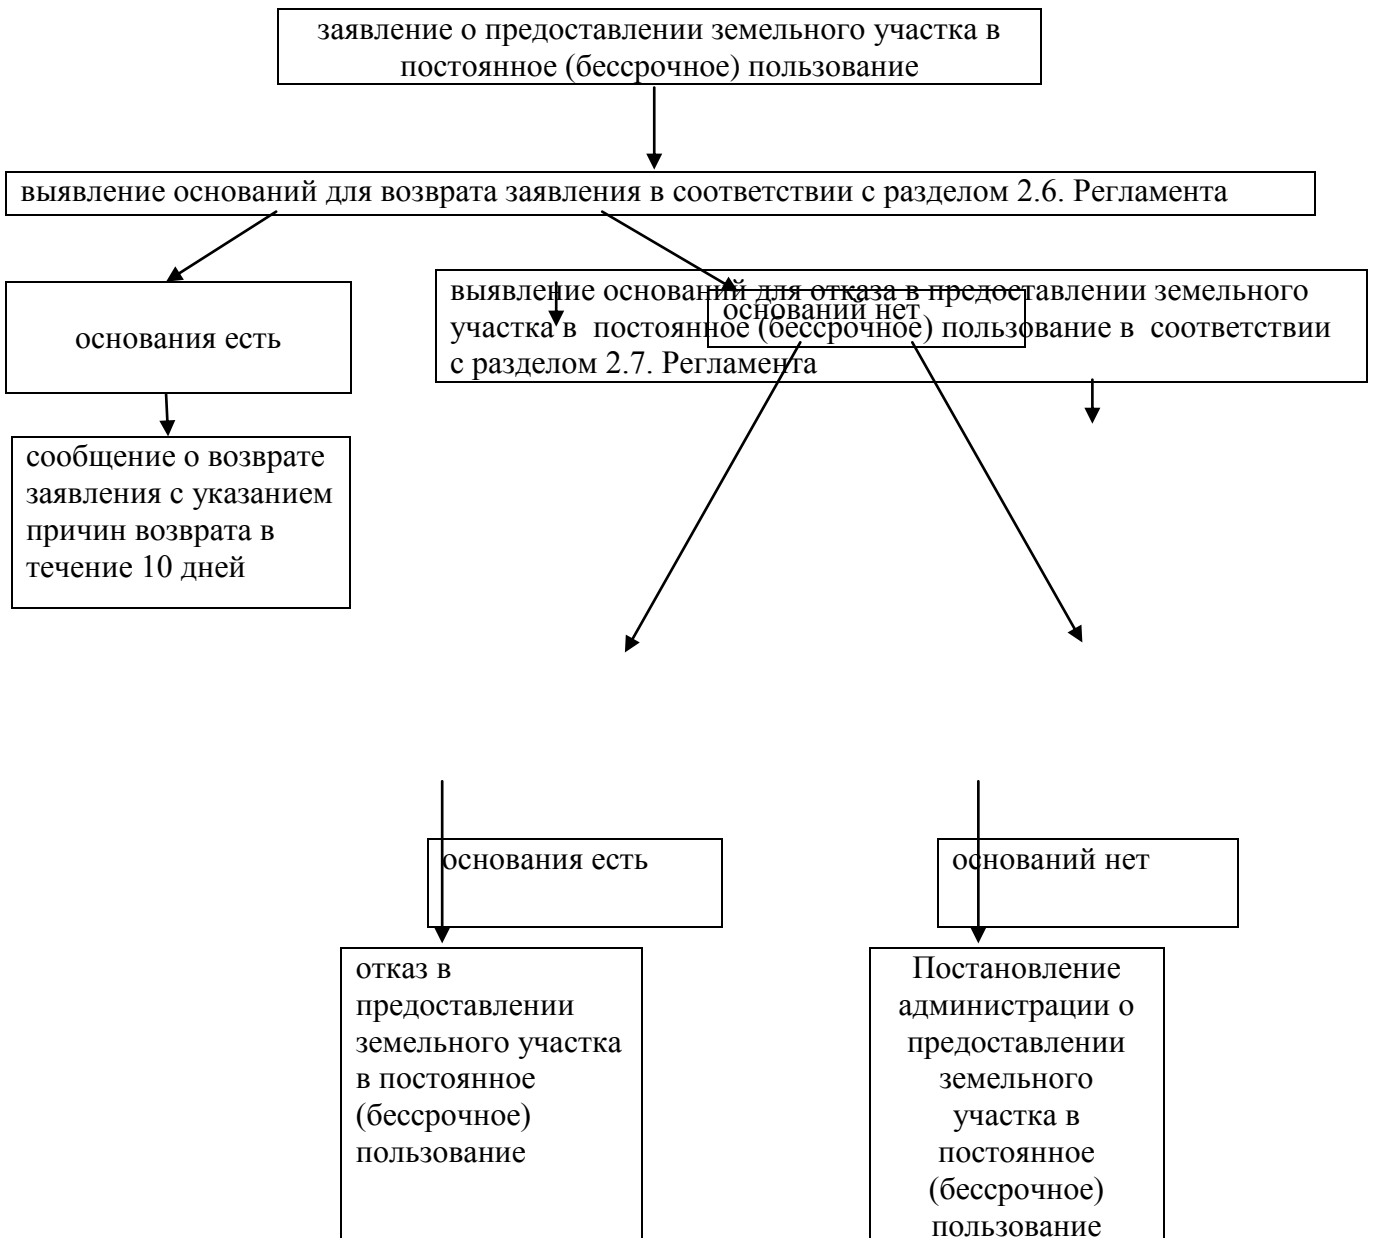 заявление о предоставлении земельного участка в
постоянное (бессрочное) пользование
выявление оснований для возврата заявления в соответствии с разделом 2.6. Регламента
основания есть
выявление оснований для отказа в предоставлении земельного
участка в постоянное (бессрочное) пользование в соответствии
с разделом 2.7. Регламента
оснований нет
сообщение о возврате
заявления с указанием
причин возврата в
течение 10 дней
основания есть
оснований нет
отказ в
предоставлении
земельного участка
в постоянное
(бессрочное)
пользование
Постановление
администрации о
предоставлении
земельного
участка в
постоянное
(бессрочное)
пользование